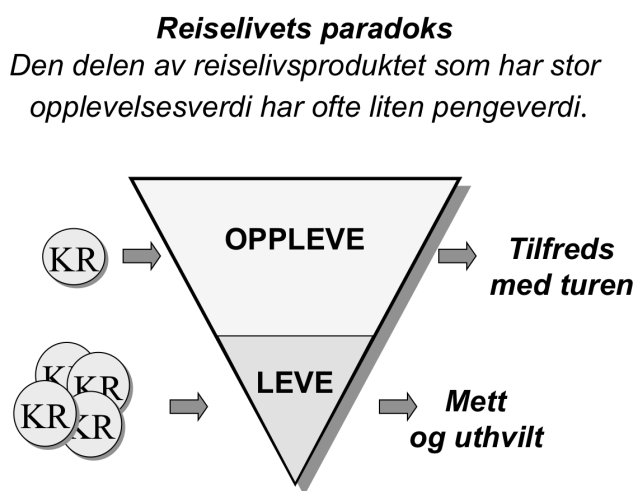 Reiselivets paradoks
Den delen av reiselivsproduktet som har stor
opplevelsesverdi har ofte liten pengeverdi.
OPPLEVE
KR
Tilfreds
med turen
LEVE
KR
KR
KR
KR
Mett
og uthvilt